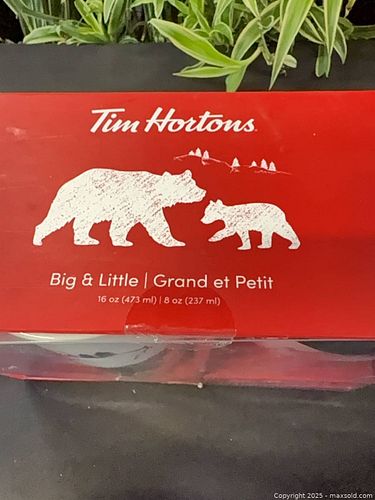 Tim Hortons
Big & Little | Grand et Petit
16 oz (473 ml) | 8 oz (237 ml)
Copyright 2025 - maxsold.com